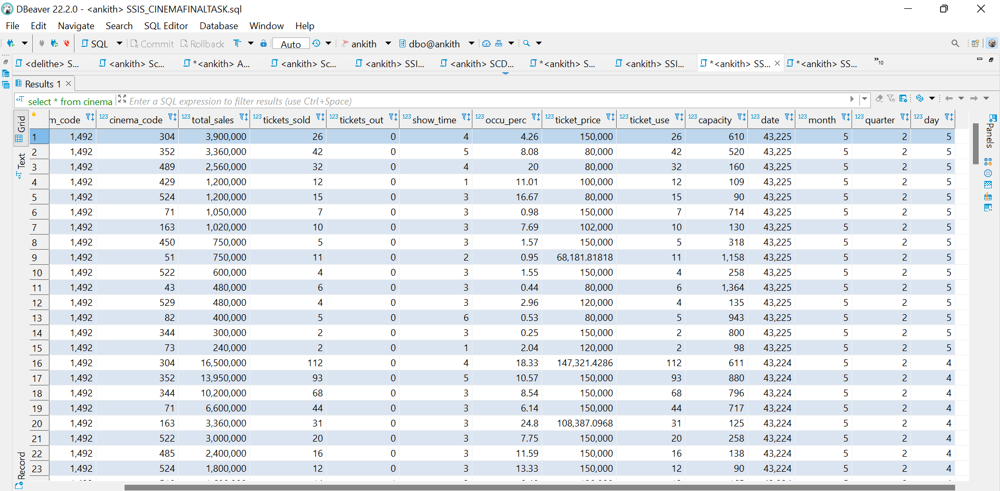 DBeaver 22.2.0 - <ankith> SSIS_CINEMAFINALTASK.sql
File Edit Navigate Search SQL Editor Database Window Help
SQL Commit Rollback Auto ankith dbo@ankith
<delithe> S... <ankith> Sc... *<ankith> A... <ankith> Sc... <ankith> SSI... <ankith> SCD... *<ankith> S... <ankith> SSI... *<ankith> SS... *<ankith> SS... »10
Results 1
select * from cinema Enter a SQL expression to filter results (use Ctrl+Space)
m_code 123 cinema_code 123 total_sales 123 tickets_sold 123 tickets_out 123 show_time 123 occu_perc 123 ticket_price 123 ticket_use 123 capacity 123 date 123 month 123 quarter 123 day
1 1,492 304 3,900,000 26 0 4 4.26 150,000 26 610 43,225 5 2 5
2 1,492 352 3,360,000 42 0 5 8.08 80,000 42 520 43,225 5 2 5
3 1,492 489 2,560,000 32 0 4 20 80,000 32 160 43,225 5 2 5
4 1,492 429 1,200,000 12 0 1 11.01 100,000 12 109 43,225 5 2 5
5 1,492 524 1,200,000 15 0 3 16.67 80,000 15 90 43,225 5 2 5
6 1,492 71 1,050,000 7 0 3 0.98 150,000 7 714 43,225 5 2 5
7 1,492 163 1,020,000 10 0 3 7.69 102,000 10 130 43,225 5 2 5
8 1,492 450 750,000 5 0 3 1.57 150,000 5 318 43,225 5 2 5
9 1,492 51 750,000 11 0 2 0.95 68,181.81818 11 1,158 43,225 5 2 5
10 1,492 522 600,000 4 0 3 1.55 150,000 4 258 43,225 5 2 5
11 1,492 43 480,000 6 0 3 0.44 80,000 6 1,364 43,225 5 2 5
12 1,492 529 480,000 4 0 3 2.96 120,000 4 135 43,225 5 2 5
13 1,492 82 400,000 5 0 6 0.53 80,000 5 943 43,225 5 2 5
14 1,492 344 300,000 2 0 3 0.25 150,000 2 800 43,225 5 2 5
15 1,492 73 240,000 2 0 1 2.04 120,000 2 98 43,225 5 2 5
16 1,492 304 16,500,000 112 0 4 18.33 147,321.4286 112 611 43,224 5 2 4
17 1,492 352 13,950,000 93 0 5 10.57 150,000 93 880 43,224 5 2 4
18 1,492 344 10,200,000 68 0 3 8.54 150,000 68 796 43,224 5 2 4
19 1,492 71 6,600,000 44 0 3 6.14 150,000 44 717 43,224 5 2 4
20 1,492 163 3,360,000 31 0 3 24.8 108,387.0968 31 125 43,224 5 2 4
21 1,492 522 3,000,000 20 0 3 7.75 150,000 20 258 43,224 5 2 4
22 1,492 485 2,400,000 16 0 3 11.59 150,000 16 138 43,224 5 2 4
23 1,492 524 1,800,000 12 0 3 13.33 150,000 12 90 43,224 5 2 4
Grid
Text
Record
Panels